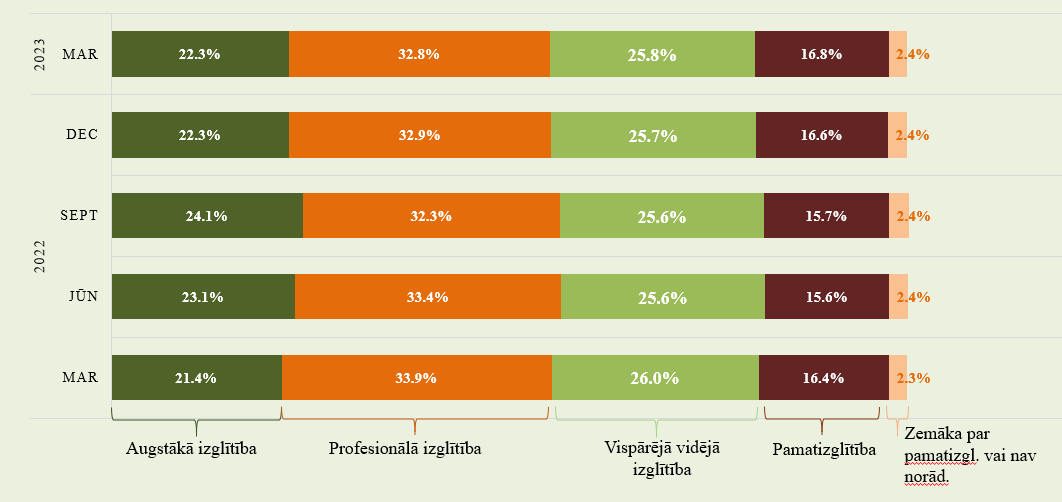 2023
MAR
22.3%
32.8%
25.8%
16.8%
2.4%
DEC
22.3%
32.9%
25.7%
16.6%
2.4%
2022
SEPT
24.1%
32.3%
25.6%
15.7%
2.4%
JŪN
23.1%
33.4%
25.6%
15.6%
2.4%
MAR
21.4%
33.9%
26.0%
16.4%
2.3%
Augstākā izglītība
Profesionālā izglītība
Vispārējā vidējā
izglītība
Pamatizglītība
Zemāka par
pamatizgl. vai nav
norād.